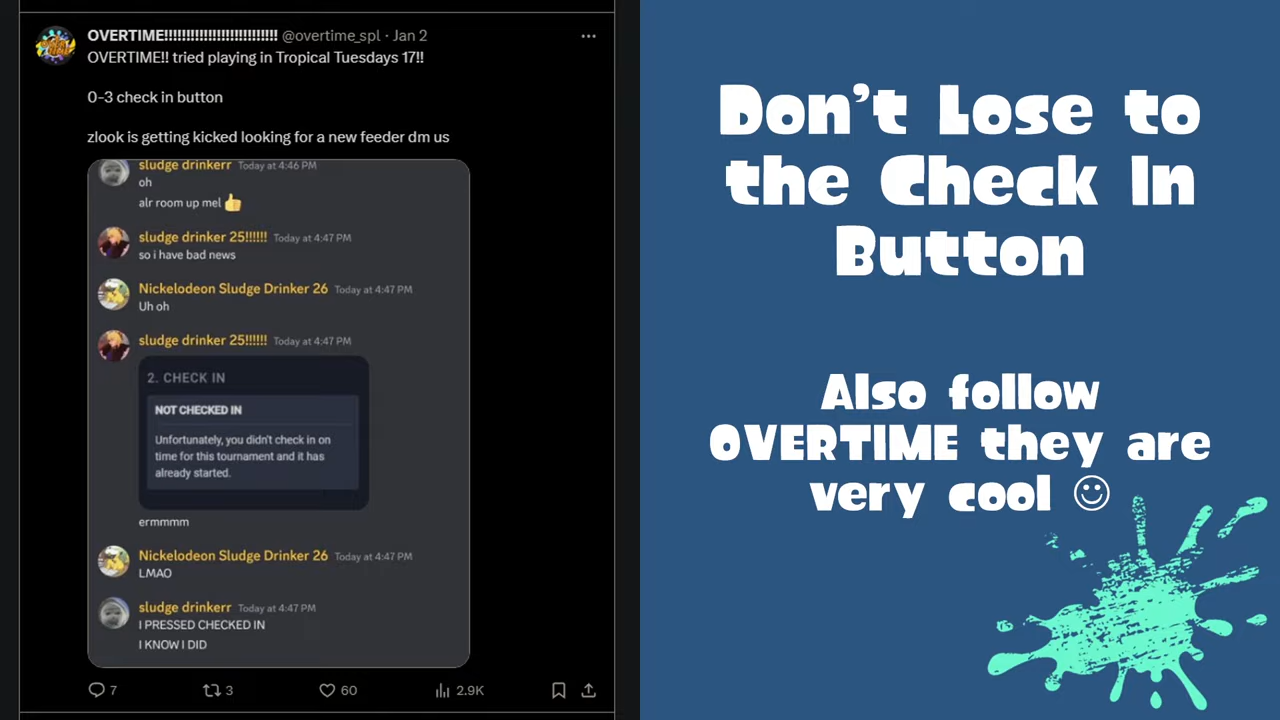 OVERTIME!!!!!!!!!!!!!!!!!!!!!!!!!! @overtime_spl · Jan 2
OVERTIME!! tried playing in Tropical Tuesdays 17!!
0-3 check in button
zlook is getting kicked looking for a new feeder dm us
sludge drinkerr Today at 4:46 PM
oh
alr room up mel 👍
sludge drinker 25!!!!!! Today at 4:47 PM
so i have bad news
Nickelodeon Sludge Drinker 26 Today at 4:47 PM
Uh oh
sludge drinker 25!!!!!! Today at 4:47 PM
2. CHECK IN
NOT CHECKED IN
Unfortunately, you didn't check in on
time for this tournament and it has
already started.
ermmmm
Nickelodeon Sludge Drinker 26 Today at 4:47 PM
LMAO
sludge drinkerr Today at 4:47 PM
I PRESSED CHECKED IN
I KNOW I DID
7 3 60 2.9K
Don't Lose to
the Check In
Button
Also follow
OVERTIME they are
very cool ☺